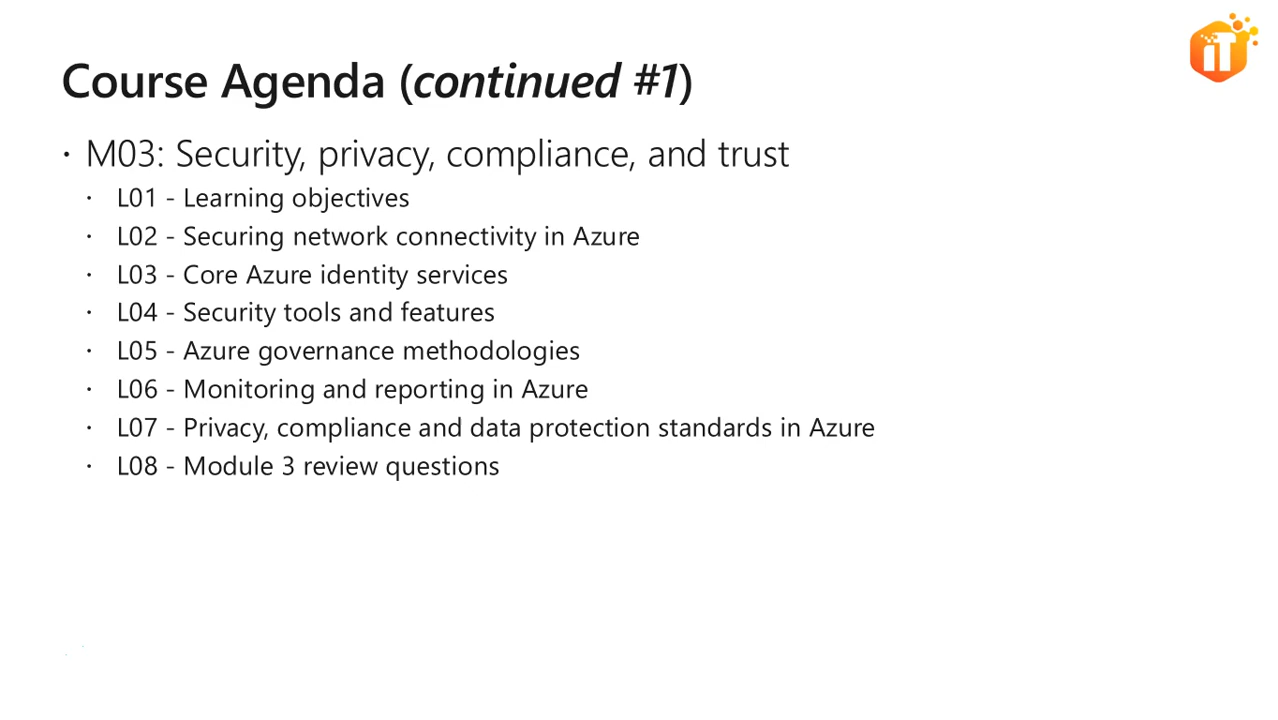 iT
Course Agenda (continued #1)
· M03: Security, privacy, compliance, and trust
· L01 - Learning objectives
· L02 - Securing network connectivity in Azure
· L03 - Core Azure identity services
· L04 - Security tools and features
· L05 - Azure governance methodologies
· L06 - Monitoring and reporting in Azure
· L07 - Privacy, compliance and data protection standards in Azure
· L08 - Module 3 review questions